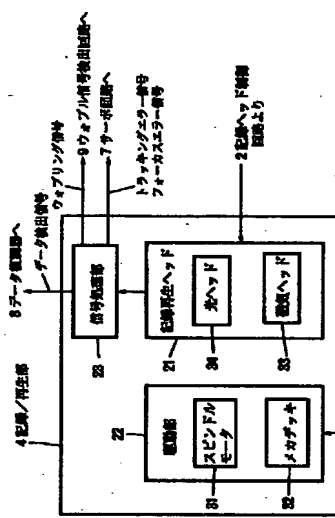 4 記録／再生部
8 データ復調回路へ
データ検出信号
ウォブリング信号
9 ウォブル信号検出回路へ
7 サーボ回路へ
トラッキングエラー信号
フォーカスエラー信号
信号処理部
23
2 記録ヘッド制御
回路より
記録再生ヘッド
21
光ヘッド
34
磁気ヘッド
33
22
駆動部
スピンドル
モータ
31
メカデッキ
32